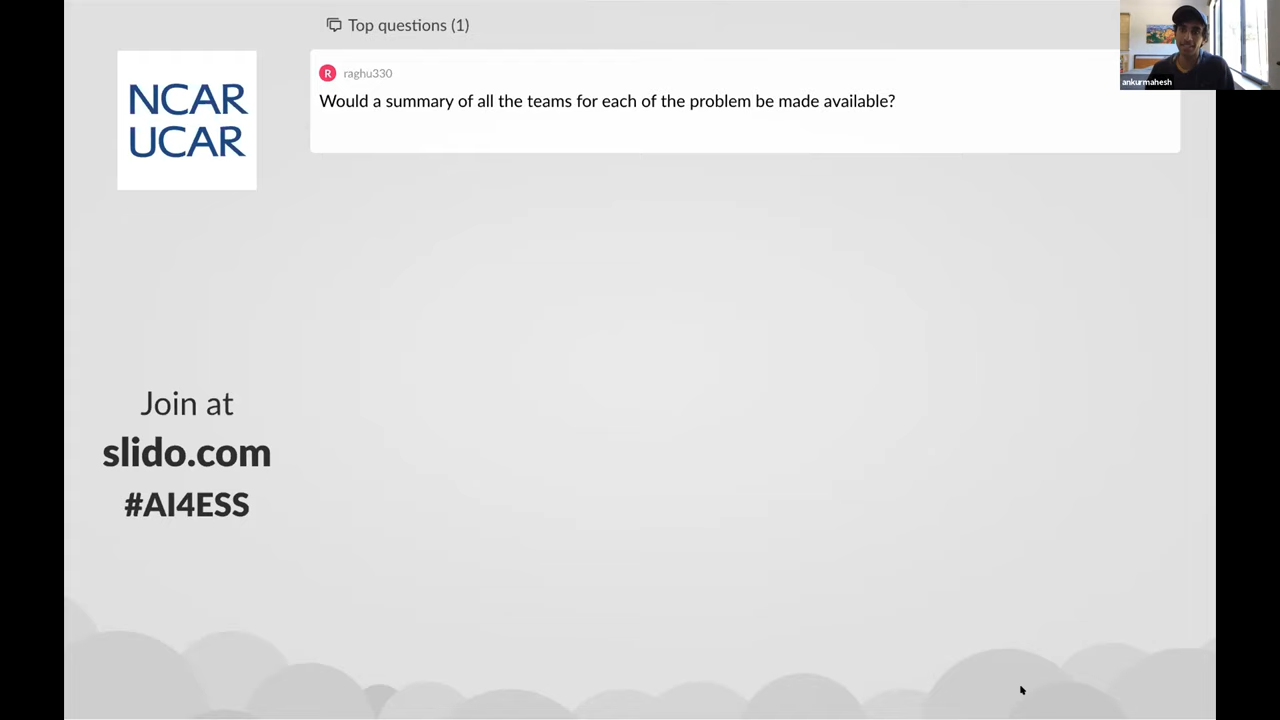 Top questions (1)
NCAR
UCAR
R raghu330
Would a summary of all the teams for each of the problem be made available?
ankurmahesh
Join at
slido.com
#AI4ESS